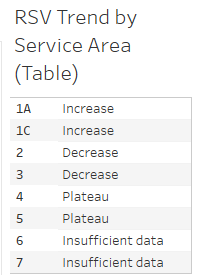 RSV Trend by
Service Area
(Table)
1A Increase
1C Increase
2 Decrease
3 Decrease
4 Plateau
5 Plateau
6 Insufficient data
7 Insufficient data